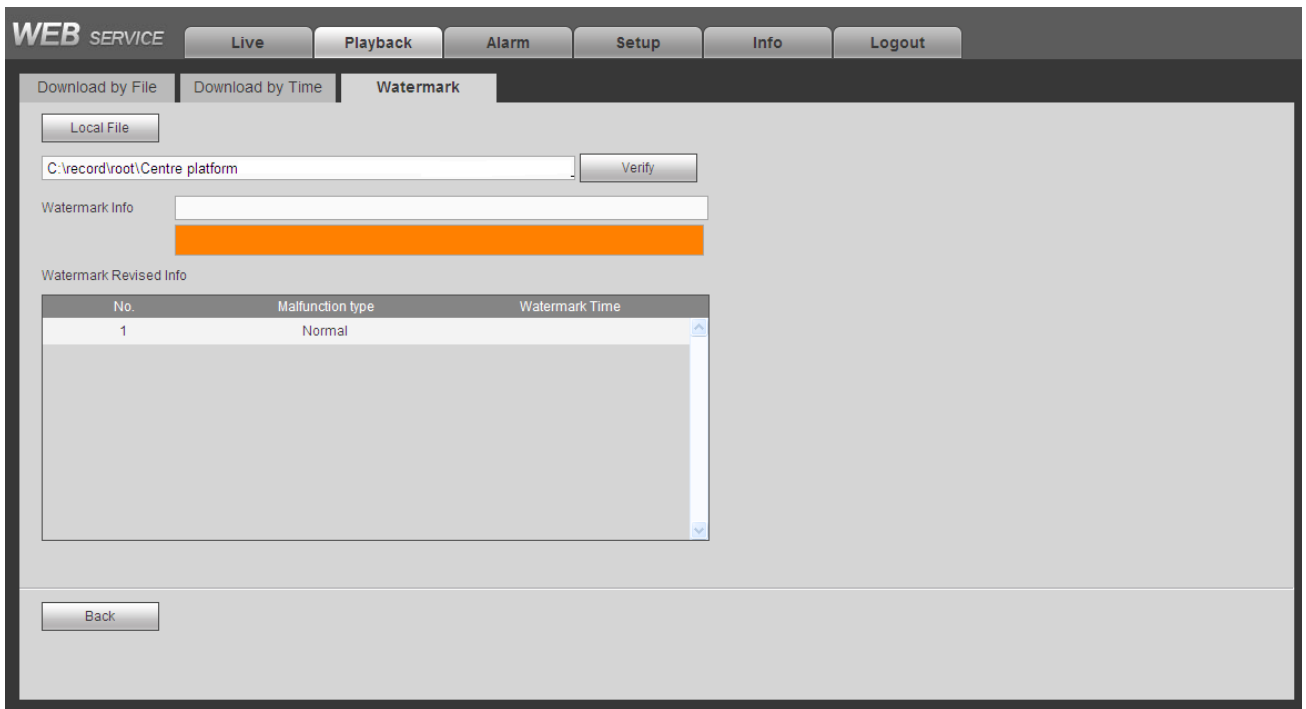 WEB SERVICE Live Playback Alarm Setup Info Logout
Download by File Download by Time Watermark
Local File
C:\record\root\Centre platform Verify
Watermark Info
Watermark Revised Info
No. Malfunction type Watermark Time
1 Normal
Back